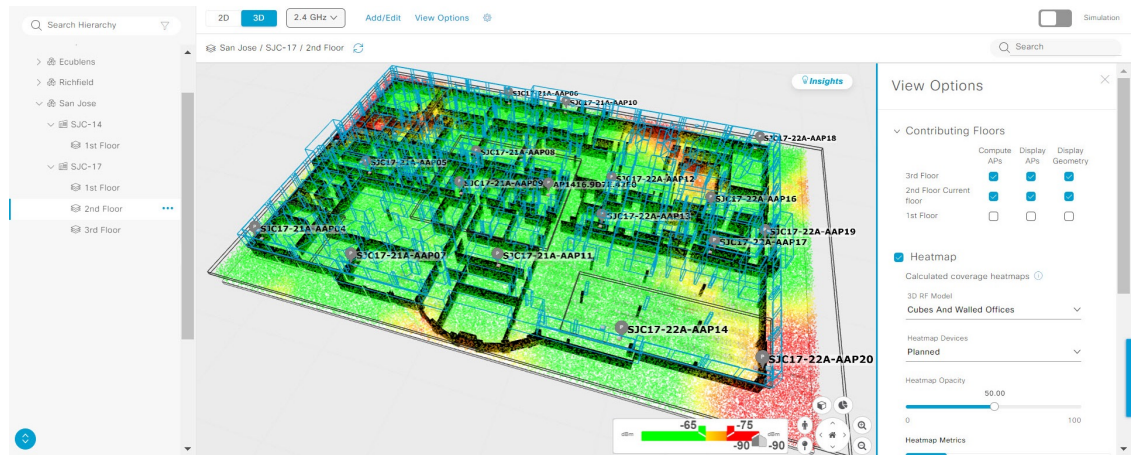 Search Hierarchy
2D
3D
2.4 GHz
Add/Edit
View Options
Simulation
San Jose / SJC-17 / 2nd Floor
Search
Ecublens
Richfield
San Jose
SJC-14
1st Floor
SJC-17
1st Floor
2nd Floor
3rd Floor
Insights
SJC17-21A-AAP06
SJC17-21A-AAP10
SJC17-22A-AAP18
SJC17-21A-AAP08
SJC17-21A-AAP05
SJC17-21A-AAP09
AP1416.9D7E.42E0
SJC17-22A-AAP12
SJC17-22A-AAP16
SJC17-22A-AAP13
SJC17-22A-AAP19
SJC17-22A-AAP17
SJC17-21A-AAP04
SJC17-21A-AAP07
SJC17-21A-AAP11
SJC17-22A-AAP14
SJC17-22A-AAP20
-65
-75
dBm
dBm
-90
-90
View Options
Contributing Floors
Compute APs
Display APs
Display Geometry
3rd Floor
2nd Floor Current
floor
1st Floor
Heatmap
Calculated coverage heatmaps
3D RF Model
Cubes And Walled Offices
Heatmap Devices
Planned
Heatmap Opacity
50.00
0
100
Heatmap Metrics